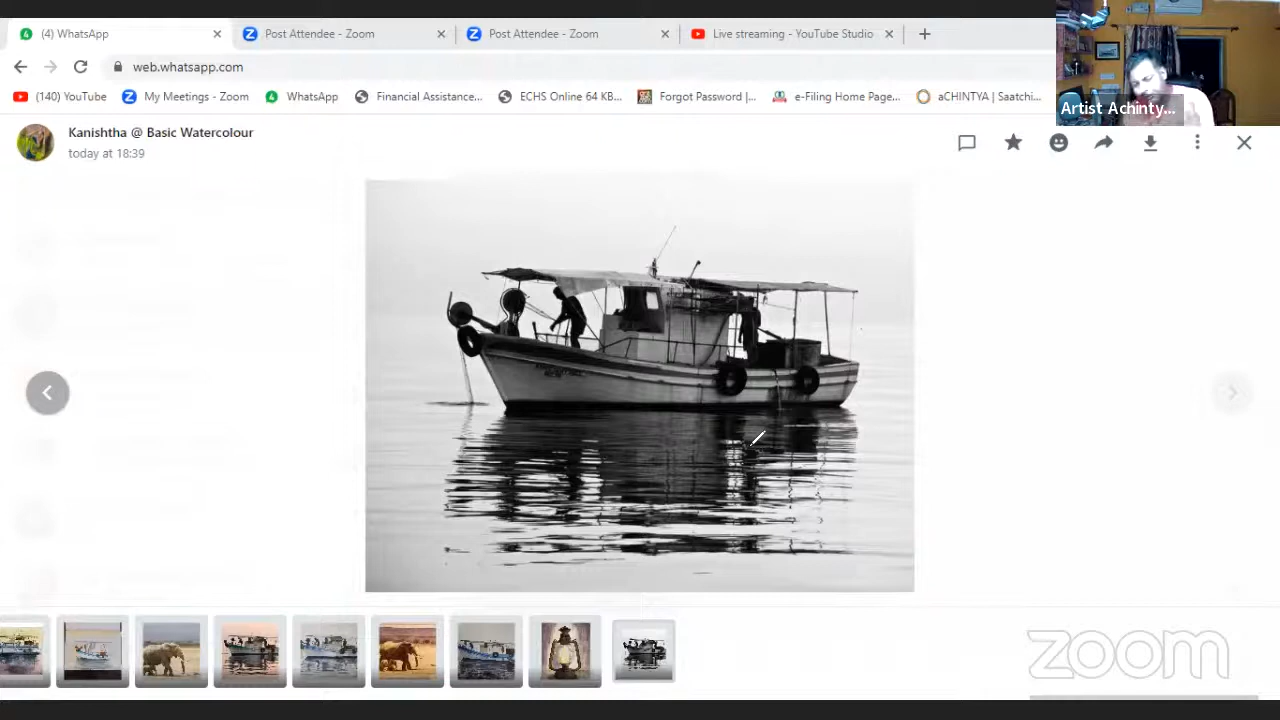 (4) WhatsApp
Post Attendee - Zoom
Post Attendee - Zoom
Live streaming - YouTube Studio
web.whatsapp.com
(140) YouTube
My Meetings - Zoom
WhatsApp
Financial Assistance...
ECHS Online 64 KB...
Forgot Password |...
e-Filing Home Page...
aCHINTYA | Saatchi...
Artist Achinty...
Kanishtha @ Basic Watercolour
today at 18:39
zoom